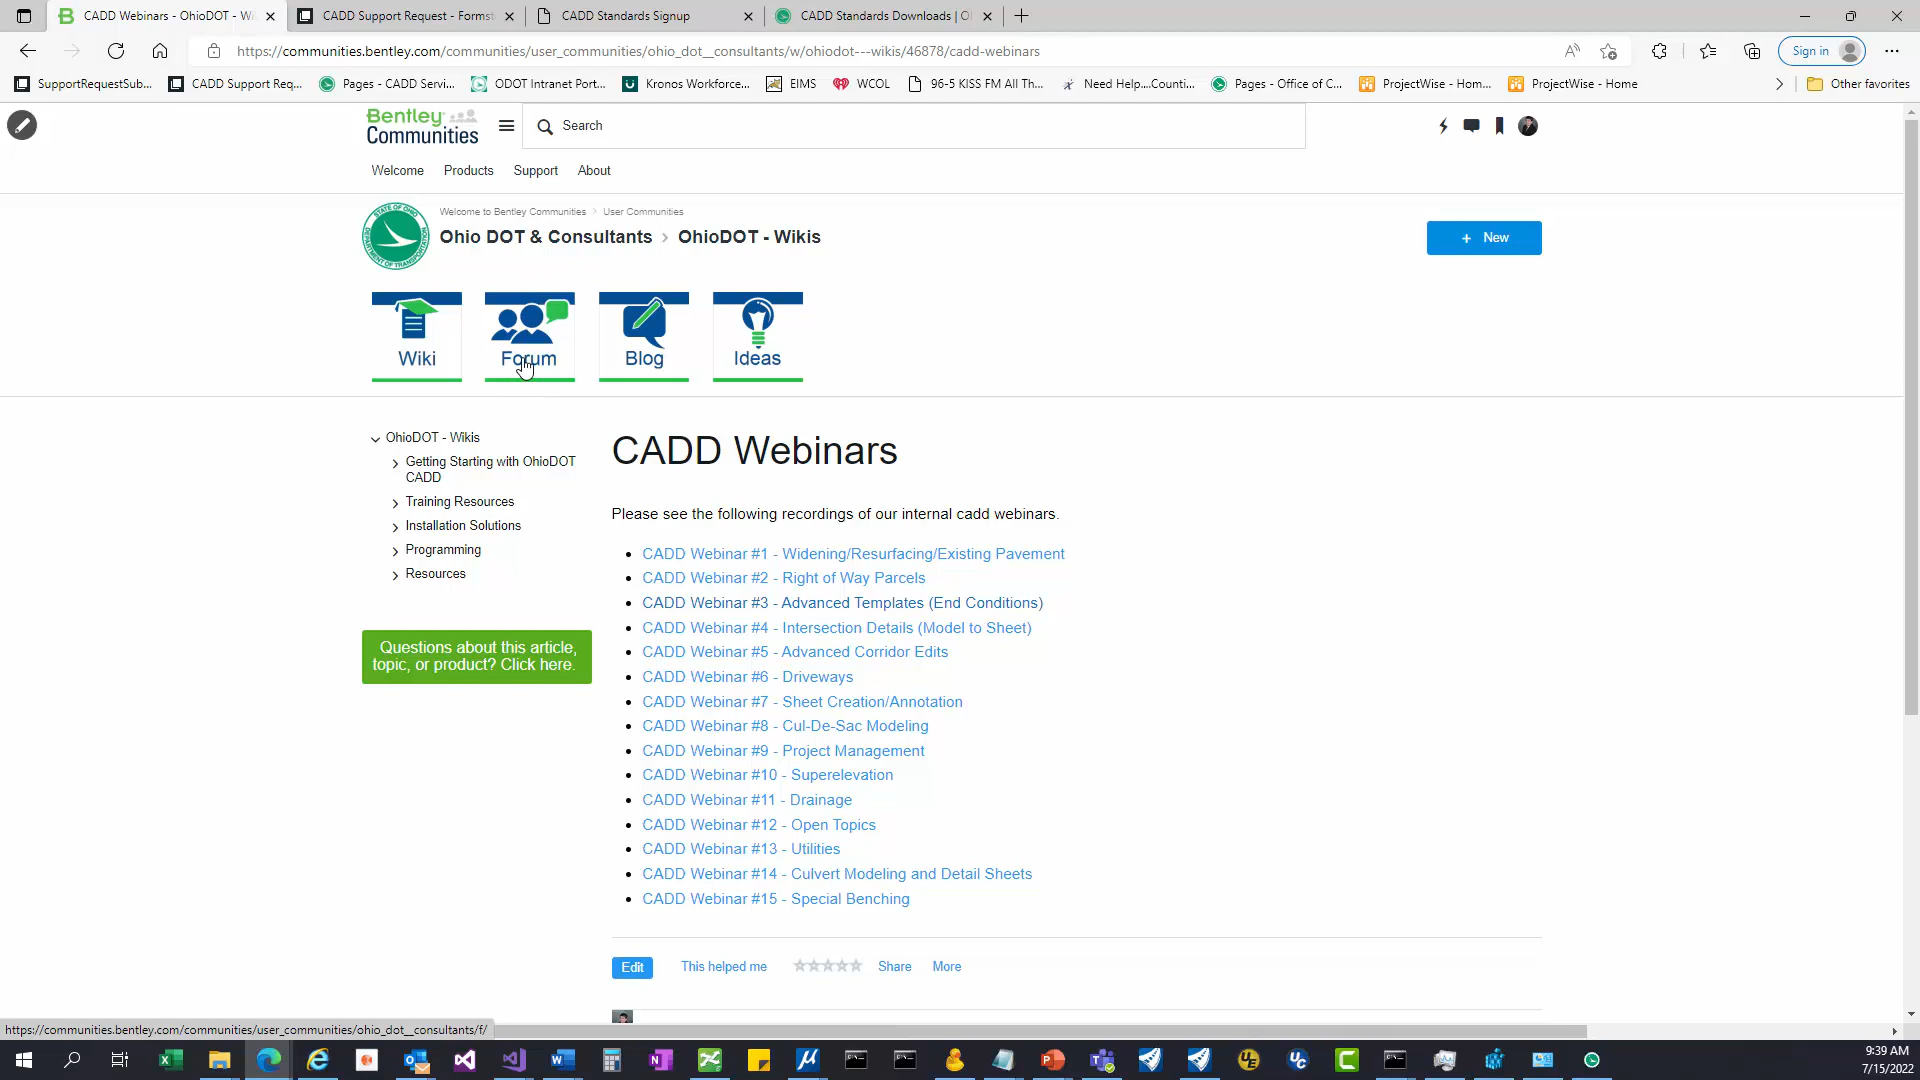 CADD Webinars - OhioDOT - Wi
CADD Support Request - Formst
CADD Standards Signup
CADD Standards Downloads | O
https://communities.bentley.com/communities/user_communities/ohio_dot__consultants/w/ohiodot---wikis/46878/cadd-webinars
Sign in
SupportRequestSub...
CADD Support Req...
Pages - CADD Servi...
ODOT Intranet Port...
Kronos Workforce...
EIMS
WCOL
96-5 KISS FM All Th...
Need Help....Counti...
Pages - Office of C...
ProjectWise - Hom...
ProjectWise - Home
Other favorites
Bentley
Communities
Search
Welcome
Products
Support
About
Welcome to Bentley Communities > User Communities
Ohio DOT & Consultants > OhioDOT - Wikis
+ New
Wiki
Forum
Blog
Ideas
OhioDOT - Wikis
Getting Starting with OhioDOT
CADD
Training Resources
Installation Solutions
Programming
Resources
Questions about this article,
topic, or product? Click here.
CADD Webinars
Please see the following recordings of our internal cadd webinars.
CADD Webinar #1 - Widening/Resurfacing/Existing Pavement
CADD Webinar #2 - Right of Way Parcels
CADD Webinar #3 - Advanced Templates (End Conditions)
CADD Webinar #4 - Intersection Details (Model to Sheet)
CADD Webinar #5 - Advanced Corridor Edits
CADD Webinar #6 - Driveways
CADD Webinar #7 - Sheet Creation/Annotation
CADD Webinar #8 - Cul-De-Sac Modeling
CADD Webinar #9 - Project Management
CADD Webinar #10 - Superelevation
CADD Webinar #11 - Drainage
CADD Webinar #12 - Open Topics
CADD Webinar #13 - Utilities
CADD Webinar #14 - Culvert Modeling and Detail Sheets
CADD Webinar #15 - Special Benching
Edit
This helped me
Share
More
https://communities.bentley.com/communities/user_communities/ohio_dot__consultants/f/
9:39 AM
7/15/2022